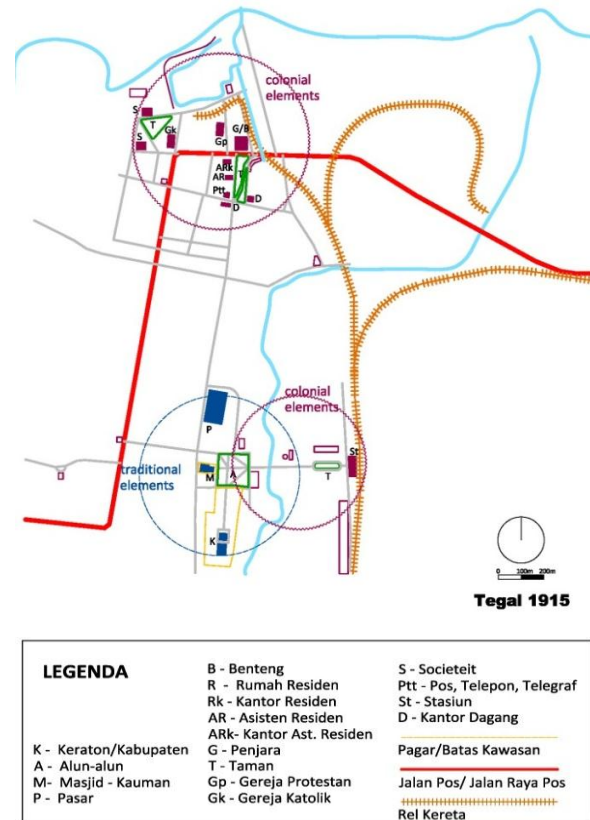 colonial
elements
S
T
Gk
S
Gp
G/B
ARk
AR
T
Ptt
D
D
colonial
elements
P
traditional
elements
M
A
St
T
K
0 100m 200m
Tegal 1915
LEGENDA
K - Keraton/Kabupaten
A - Alun-alun
M- Masjid - Kauman
P - Pasar
B - Benteng
R - Rumah Residen
Rk - Kantor Residen
AR - Asisten Residen
ARk- Kantor Ast. Residen
G - Penjara
T - Taman
Gp - Gereja Protestan
Gk - Gereja Katolik
S - Societeit
Ptt - Pos, Telepon, Telegraf
St - Stasiun
D - Kantor Dagang
Pagar/Batas Kawasan
Jalan Pos/ Jalan Raya Pos
Rel Kereta